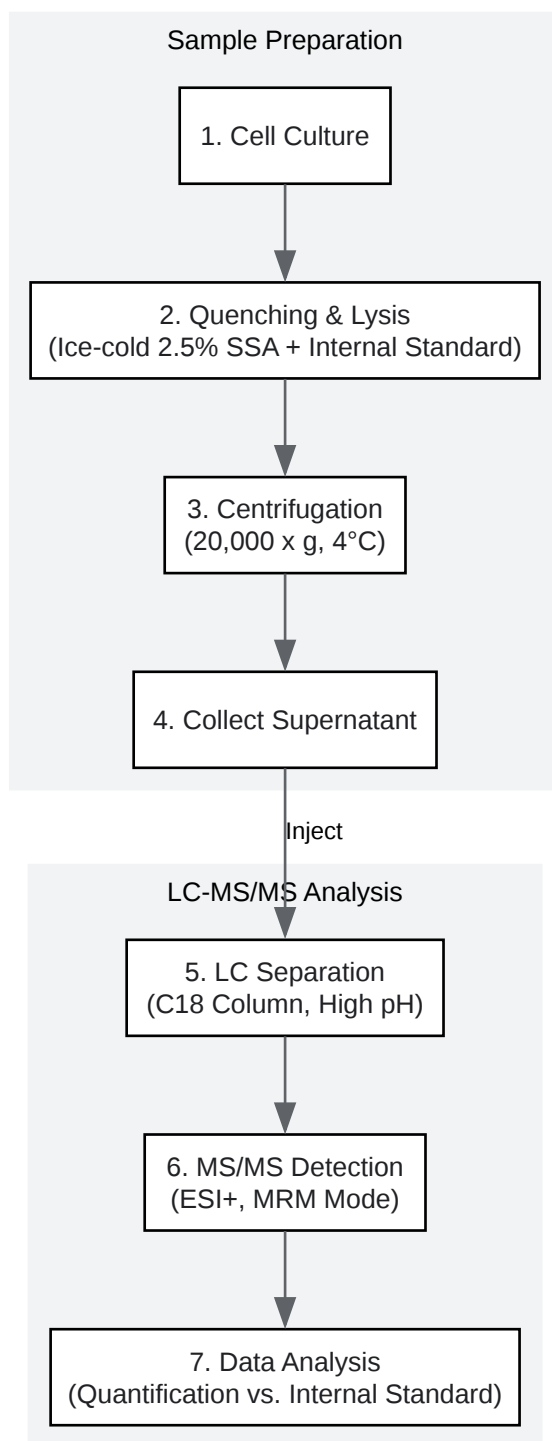 Sample Preparation
1. Cell Culture
2. Quenching & Lysis
(Ice-cold 2.5% SSA + Internal Standard)
3. Centrifugation
(20,000 x g, 4°C)
4. Collect Supernatant
Inject
LC-MS/MS Analysis
5. LC Separation
(C18 Column, High pH)
6. MS/MS Detection
(ESI+, MRM Mode)
7. Data Analysis
(Quantification vs. Internal Standard)